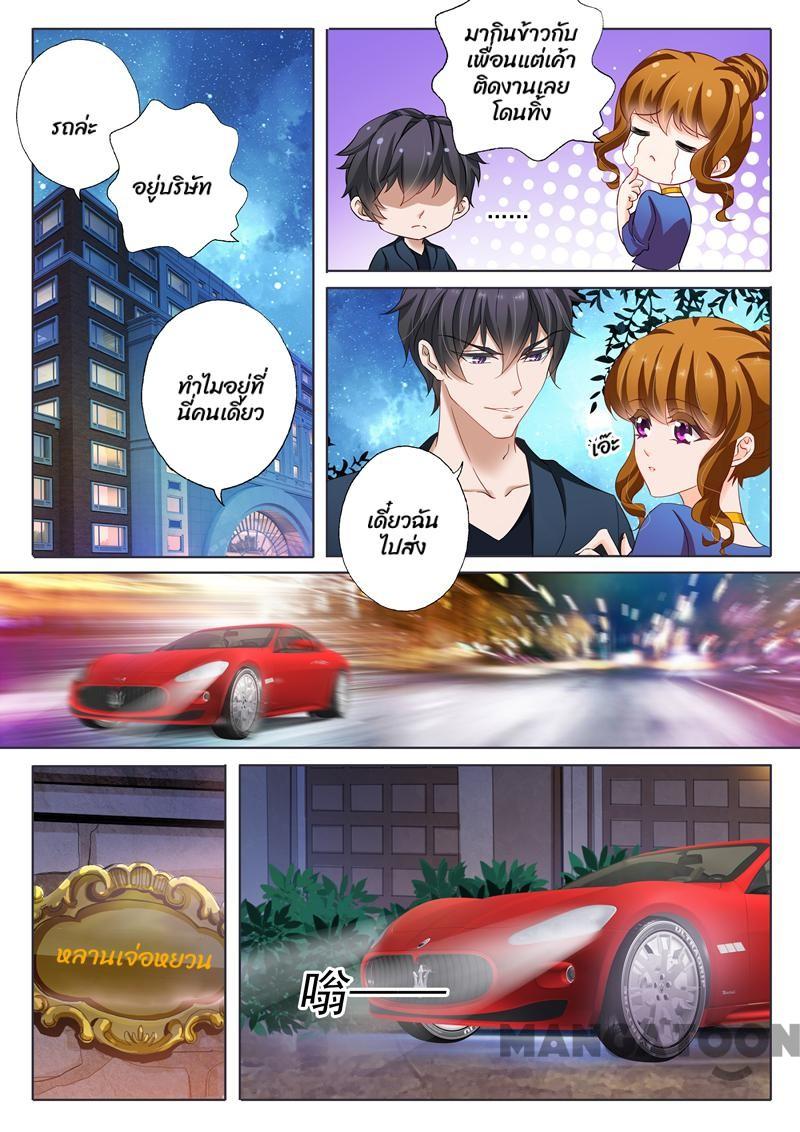 รถล่ะ
อยู่บริษัท
ทำไมอยู่ที่
นี่คนเดียว
มากินข้าวกับ
เพื่อนแต่เค้า
ติดงานเลย
โดนทิ้ง
......
เอ๊ะ
เดี๋ยวฉัน
ไปส่ง
หลานเจ่อหยวน
嗡——
ULTRAGRIP
MANGATOON